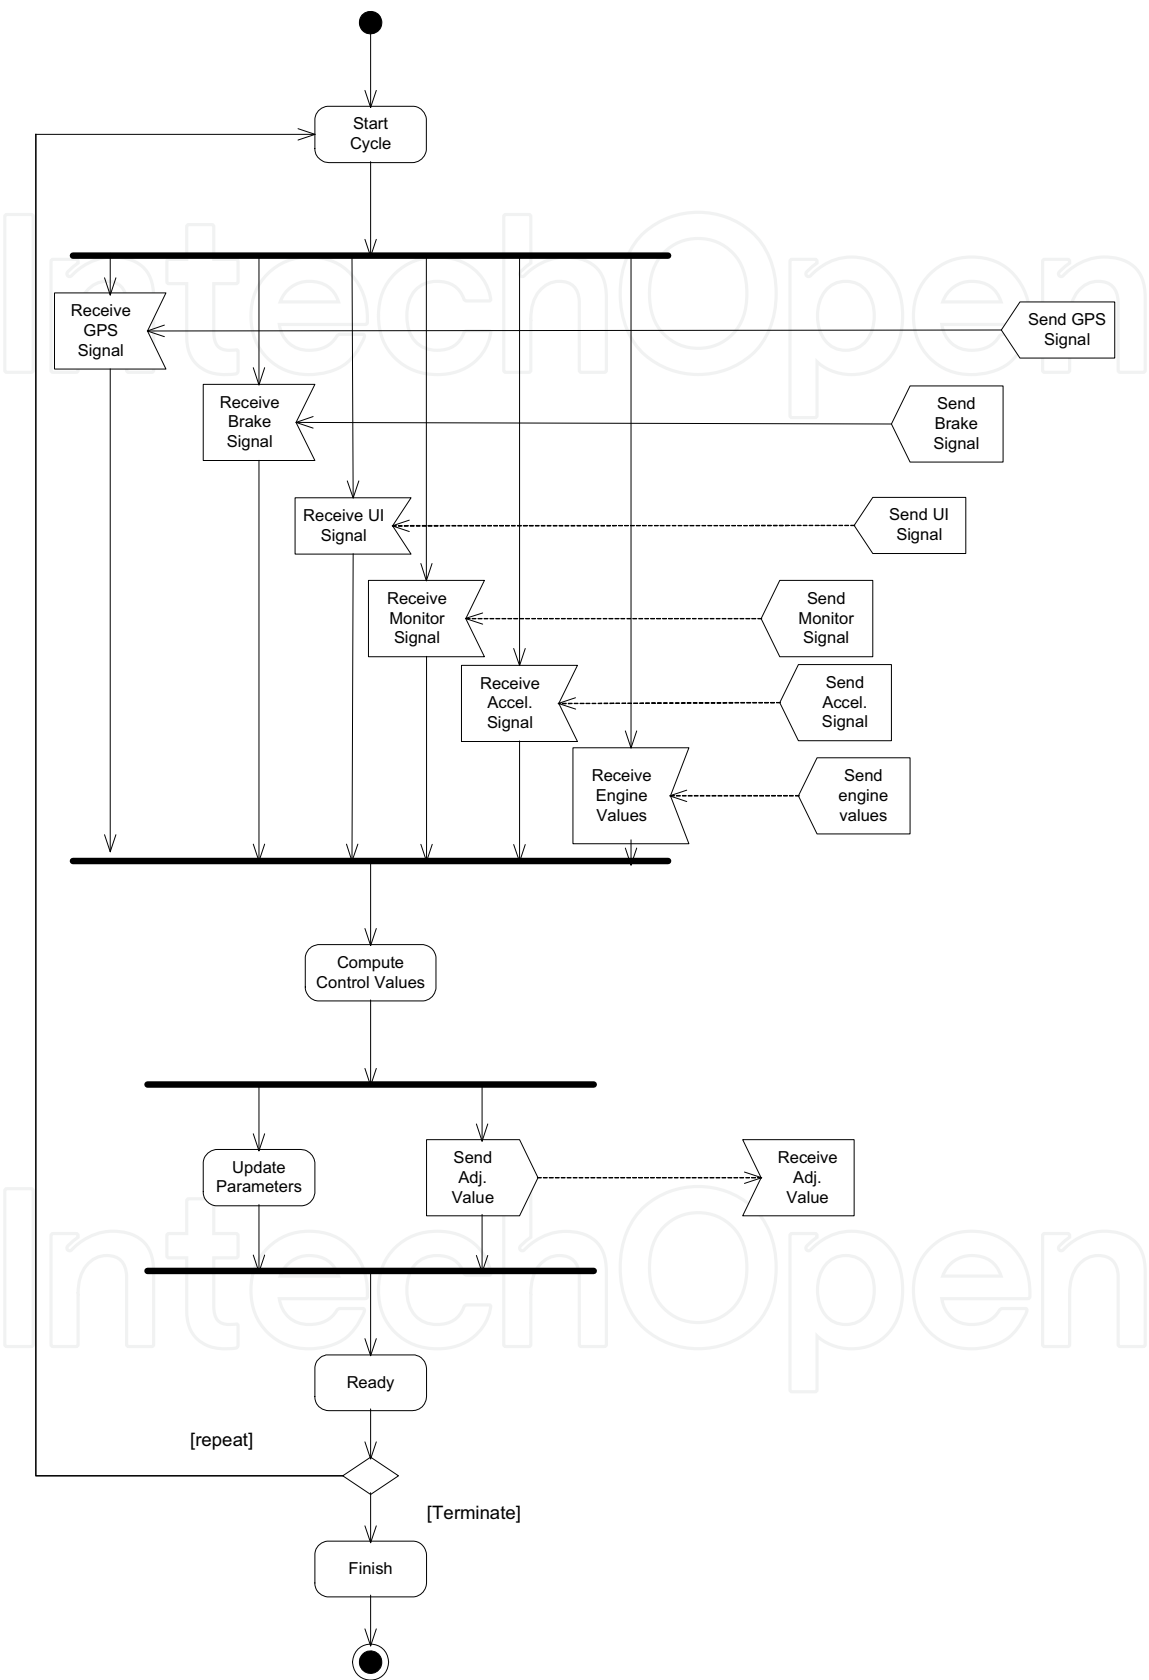 Start
Cycle
IntechOpen
Receive
GPS
Signal
Send GPS
Signal
Receive
Brake
Signal
Send
Brake
Signal
Receive UI
Signal
Send UI
Signal
Receive
Monitor
Signal
Send
Monitor
Signal
Receive
Accel.
Signal
Send
Accel.
Signal
Receive
Engine
Values
Send
engine
values
Compute
Control Values
Update
Parameters
Send
Adj.
Value
Receive
Adj.
Value
IntechOpen
Ready
[repeat]
[Terminate]
Finish